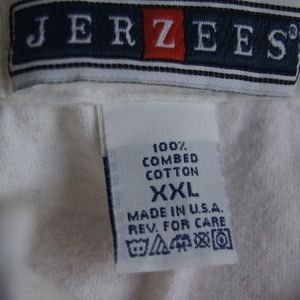 JERZEES®
100%
COMBED
COTTON
XXL
MADE IN U.S.A.
REV. FOR CARE